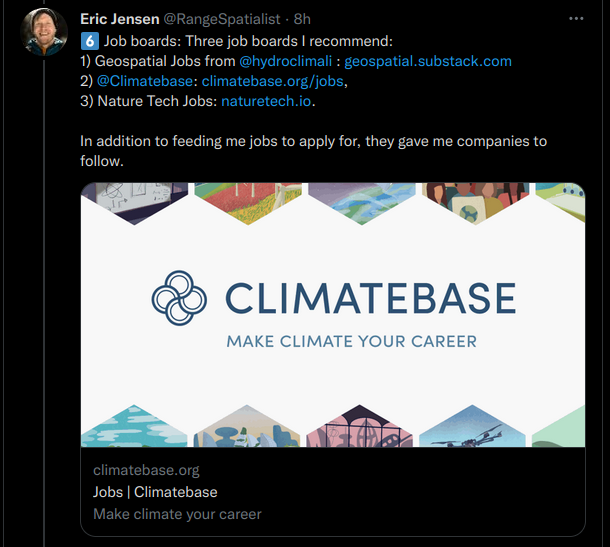 Eric Jensen @RangeSpatialist · 8h
6 Job boards: Three job boards I recommend:
1) Geospatial Jobs from @hydroclimali : geospatial.substack.com
2) @Climatebase: climatebase.org/jobs,
3) Nature Tech Jobs: naturetech.io.
In addition to feeding me jobs to apply for, they gave me companies to
follow.
CLIMATEBASE
MAKE CLIMATE YOUR CAREER
climatebase.org
Jobs | Climatebase
Make climate your career